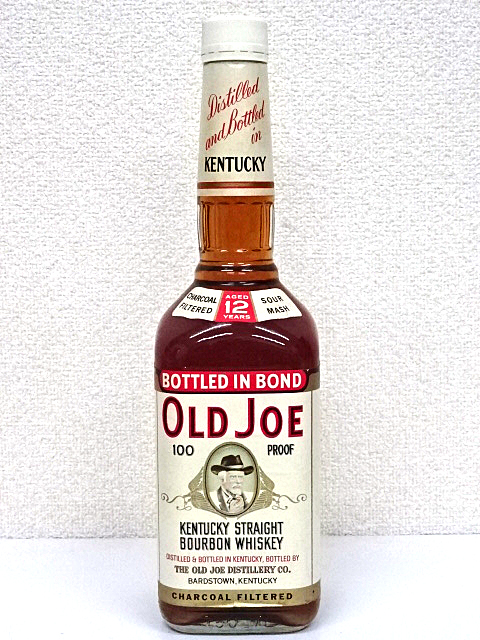 Distilled
and Bottled
in
KENTUCKY
CHARCOAL
FILTERED
AGED
12
YEARS
SOUR
MASH
BOTTLED IN BOND
OLD JOE
100 PROOF
KENTUCKY STRAIGHT
BOURBON WHISKEY
DISTILLED & BOTTLED IN KENTUCKY, BOTTLED BY
THE OLD JOE DISTILLERY CO.
BARDSTOWN, KENTUCKY
CHARCOAL FILTERED